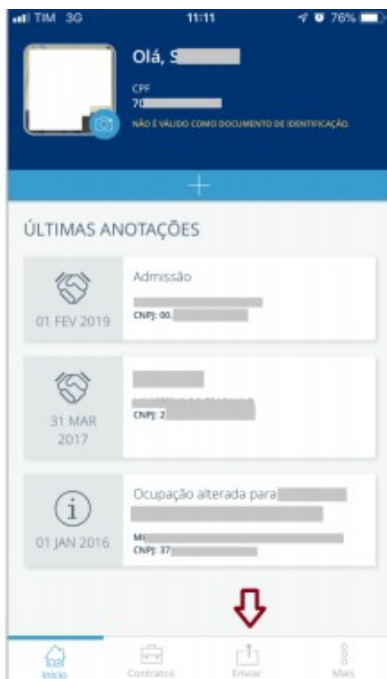 TIM 3G 11:11 76%
Olá, S
CPF
70
NÃO É VÁLIDO COMO DOCUMENTO DE IDENTIFICAÇÃO.
ÚLTIMAS ANOTAÇÕES
Admissão
CNPJ: 00.
01 FEV 2019
CNPJ: 2
31 MAR
2017
Ocupação alterada para
MI
CNPJ: 37
01 JAN 2016
Início Contratos Enviar Mais